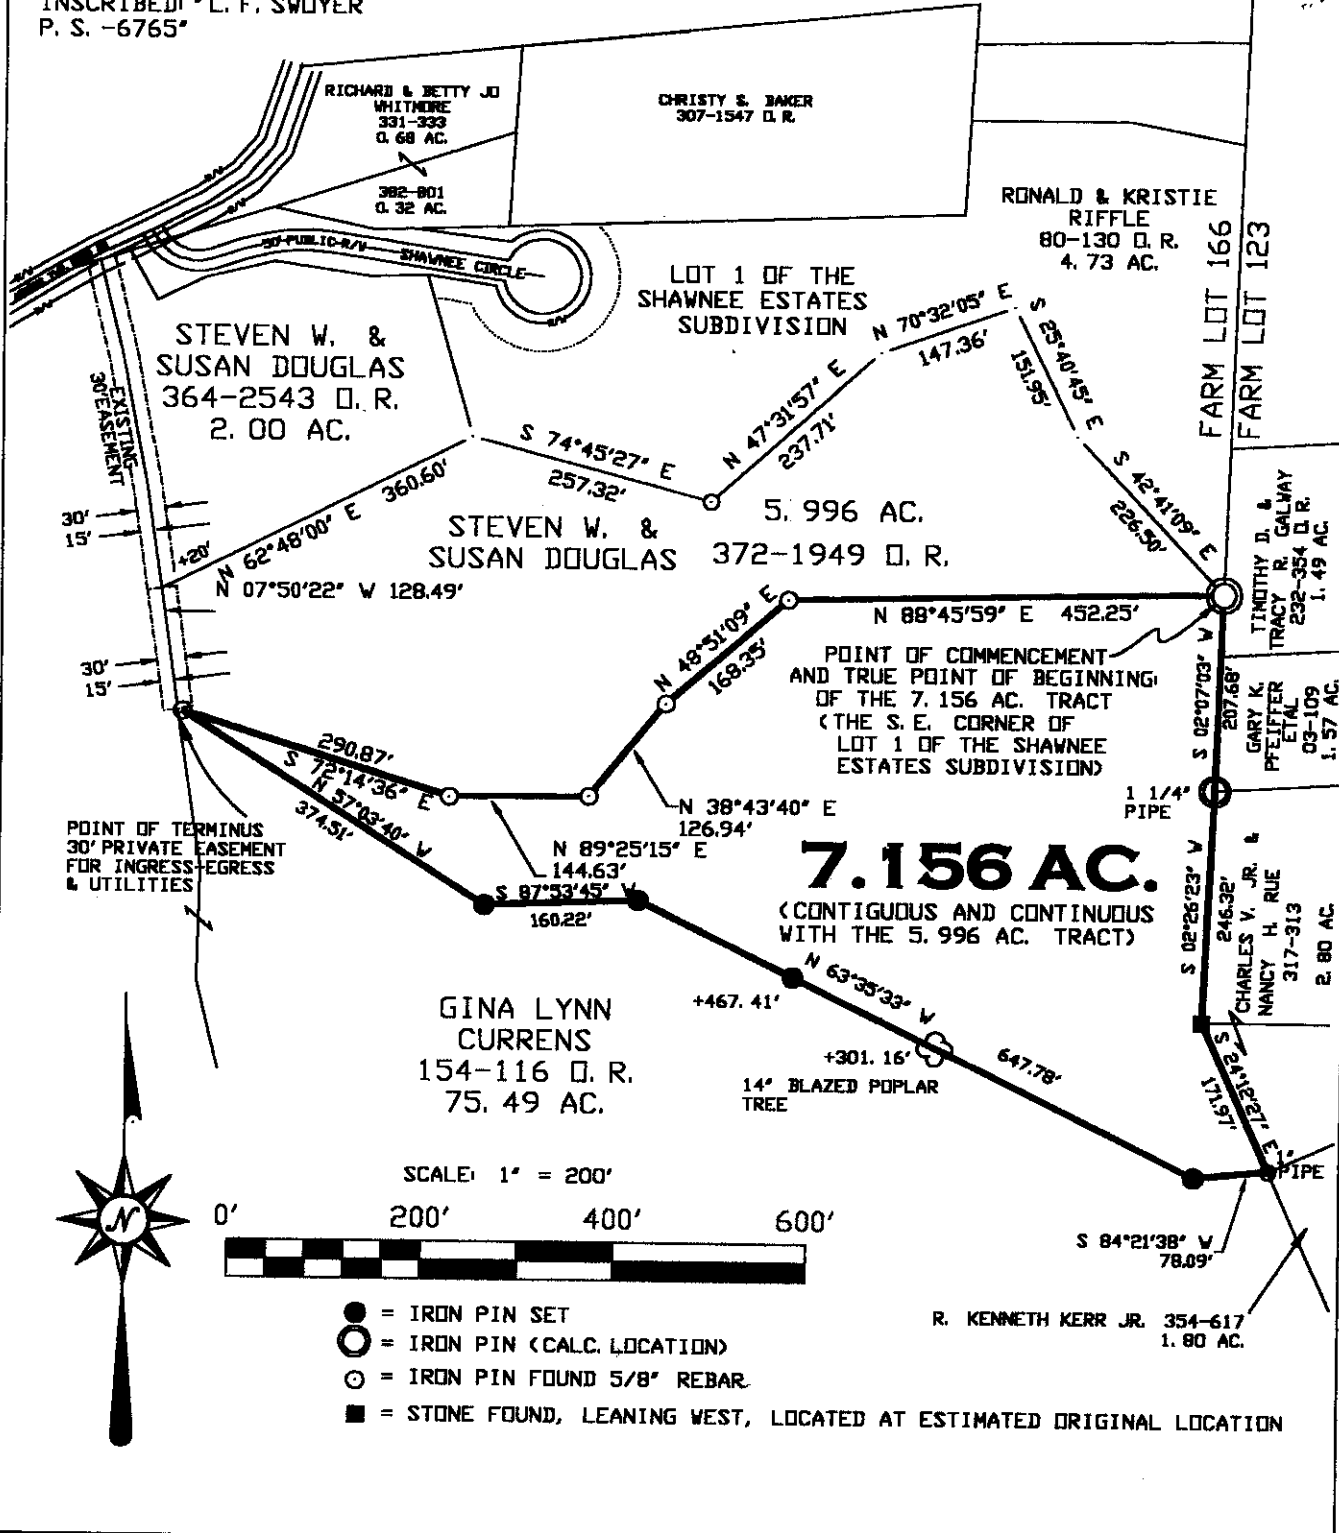 INSCRIBED: "L. F. SWOYER
P. S. -6765"
RICHARD & BETTY JO
WHITMORE
331-333
0.68 AC.
382-801
0.32 AC.
CHRISTY S. BAKER
307-1547 O.R.
RONALD & KRISTIE
RIFFLE
80-130 O.R.
4.73 AC.
FARM LOT 166
FARM LOT 123
R/W
R/W
R/W
R/W
50' PUBLIC R/W
SHAWNEE CIRCLE
LOT 1 OF THE
SHAWNEE ESTATES
SUBDIVISION
STEVEN W. &
SUSAN DOUGLAS
364-2543 O.R.
2.00 AC.
EXISTING
30' EASEMENT
N 70°32'05" E
147.36'
S 25°40'45" E
151.95'
N 47°31'57" E
237.71'
S 74°45'27" E
257.32'
S 42°41'09" E
226.50'
N 62°48'00" E 360.60'
30'
15'
+20'
N 07°50'22" W 128.49'
STEVEN W. &
SUSAN DOUGLAS
5.996 AC.
372-1949 O.R.
TIMOTHY D. &
TRACY R. GALWAY
232-354 O.R.
1.49 AC.
N 88°45'59" E 452.25'
N 48°51'09" E
168.35'
POINT OF COMMENCEMENT
AND TRUE POINT OF BEGINNING
OF THE 7.156 AC. TRACT
(THE S.E. CORNER OF
LOT 1 OF THE SHAWNEE
ESTATES SUBDIVISION)
S 02°07'03" W
207.68'
GARY K.
PFEIFFER
ETAL
03-109
1.57 AC.
30'
15'
290.87'
S 72°14'36" E
N 57°03'40" W
374.51'
N 38°43'40" E
126.94'
N 89°25'15" E
144.63'
S 87°53'45" W
160.22'
1 1/4"
PIPE
POINT OF TERMINUS
30' PRIVATE EASEMENT
FOR INGRESS-EGRESS
& UTILITIES
7.156 AC.
(CONTIGUOUS AND CONTINUOUS
WITH THE 5.996 AC. TRACT)
S 02°26'23" W
246.32'
CHARLES V. JR. &
NANCY H. RUE
317-313
2.80 AC.
N 63°35'33" W
647.78'
+467.41'
+301.16'
14" BLAZED POPLAR
TREE
GINA LYNN
CURRENS
154-116 O.R.
75.49 AC.
S 24°12'27" E
171.97'
1"
PIPE
S 84°21'38" W
78.09'
R. KENNETH KERR JR. 354-617
1.80 AC.
N
SCALE: 1" = 200'
0' 200' 400' 600'
= IRON PIN SET
= IRON PIN (CALC. LOCATION)
= IRON PIN FOUND 5/8" REBAR
= STONE FOUND, LEANING WEST, LOCATED AT ESTIMATED ORIGINAL LOCATION